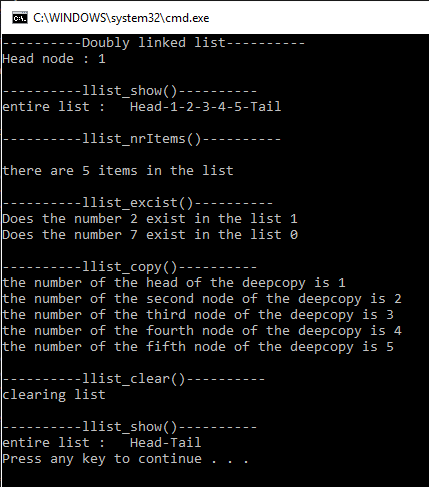 C:\WINDOWS\system32\cmd.exe
----------Doubly linked list----------
Head node : 1
----------llist_show()----------
entire list :   Head-1-2-3-4-5-Tail
----------llist_nrItems()----------
there are 5 items in the list
----------llist_excist()----------
Does the number 2 exist in the list 1
Does the number 7 exist in the list 0
----------llist_copy()----------
the number of the head of the deepcopy is 1
the number of the second node of the deepcopy is 2
the number of the third node of the deepcopy is 3
the number of the fourth node of the deepcopy is 4
the number of the fifth node of the deepcopy is 5
----------llist_clear()----------
clearing list
----------llist_show()----------
entire list :   Head-Tail
Press any key to continue . . .